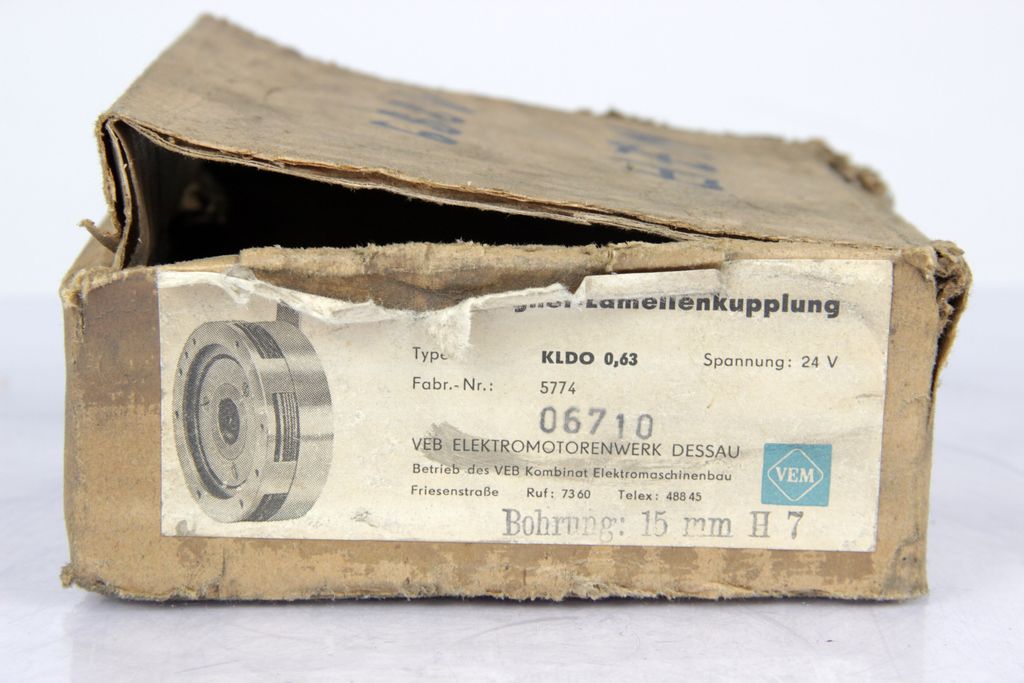 Lamellenkupplung
Type KLDO 0,63 Spannung: 24 V
Fabr.-Nr.: 5774
06710
VEB ELEKTROMOTORENWERK DESSAU
Betrieb des VEB Kombinat Elektromaschinenbau
Friesenstraße Ruf: 7360 Telex: 48845
VEM
Bohrung: 15 mm H 7